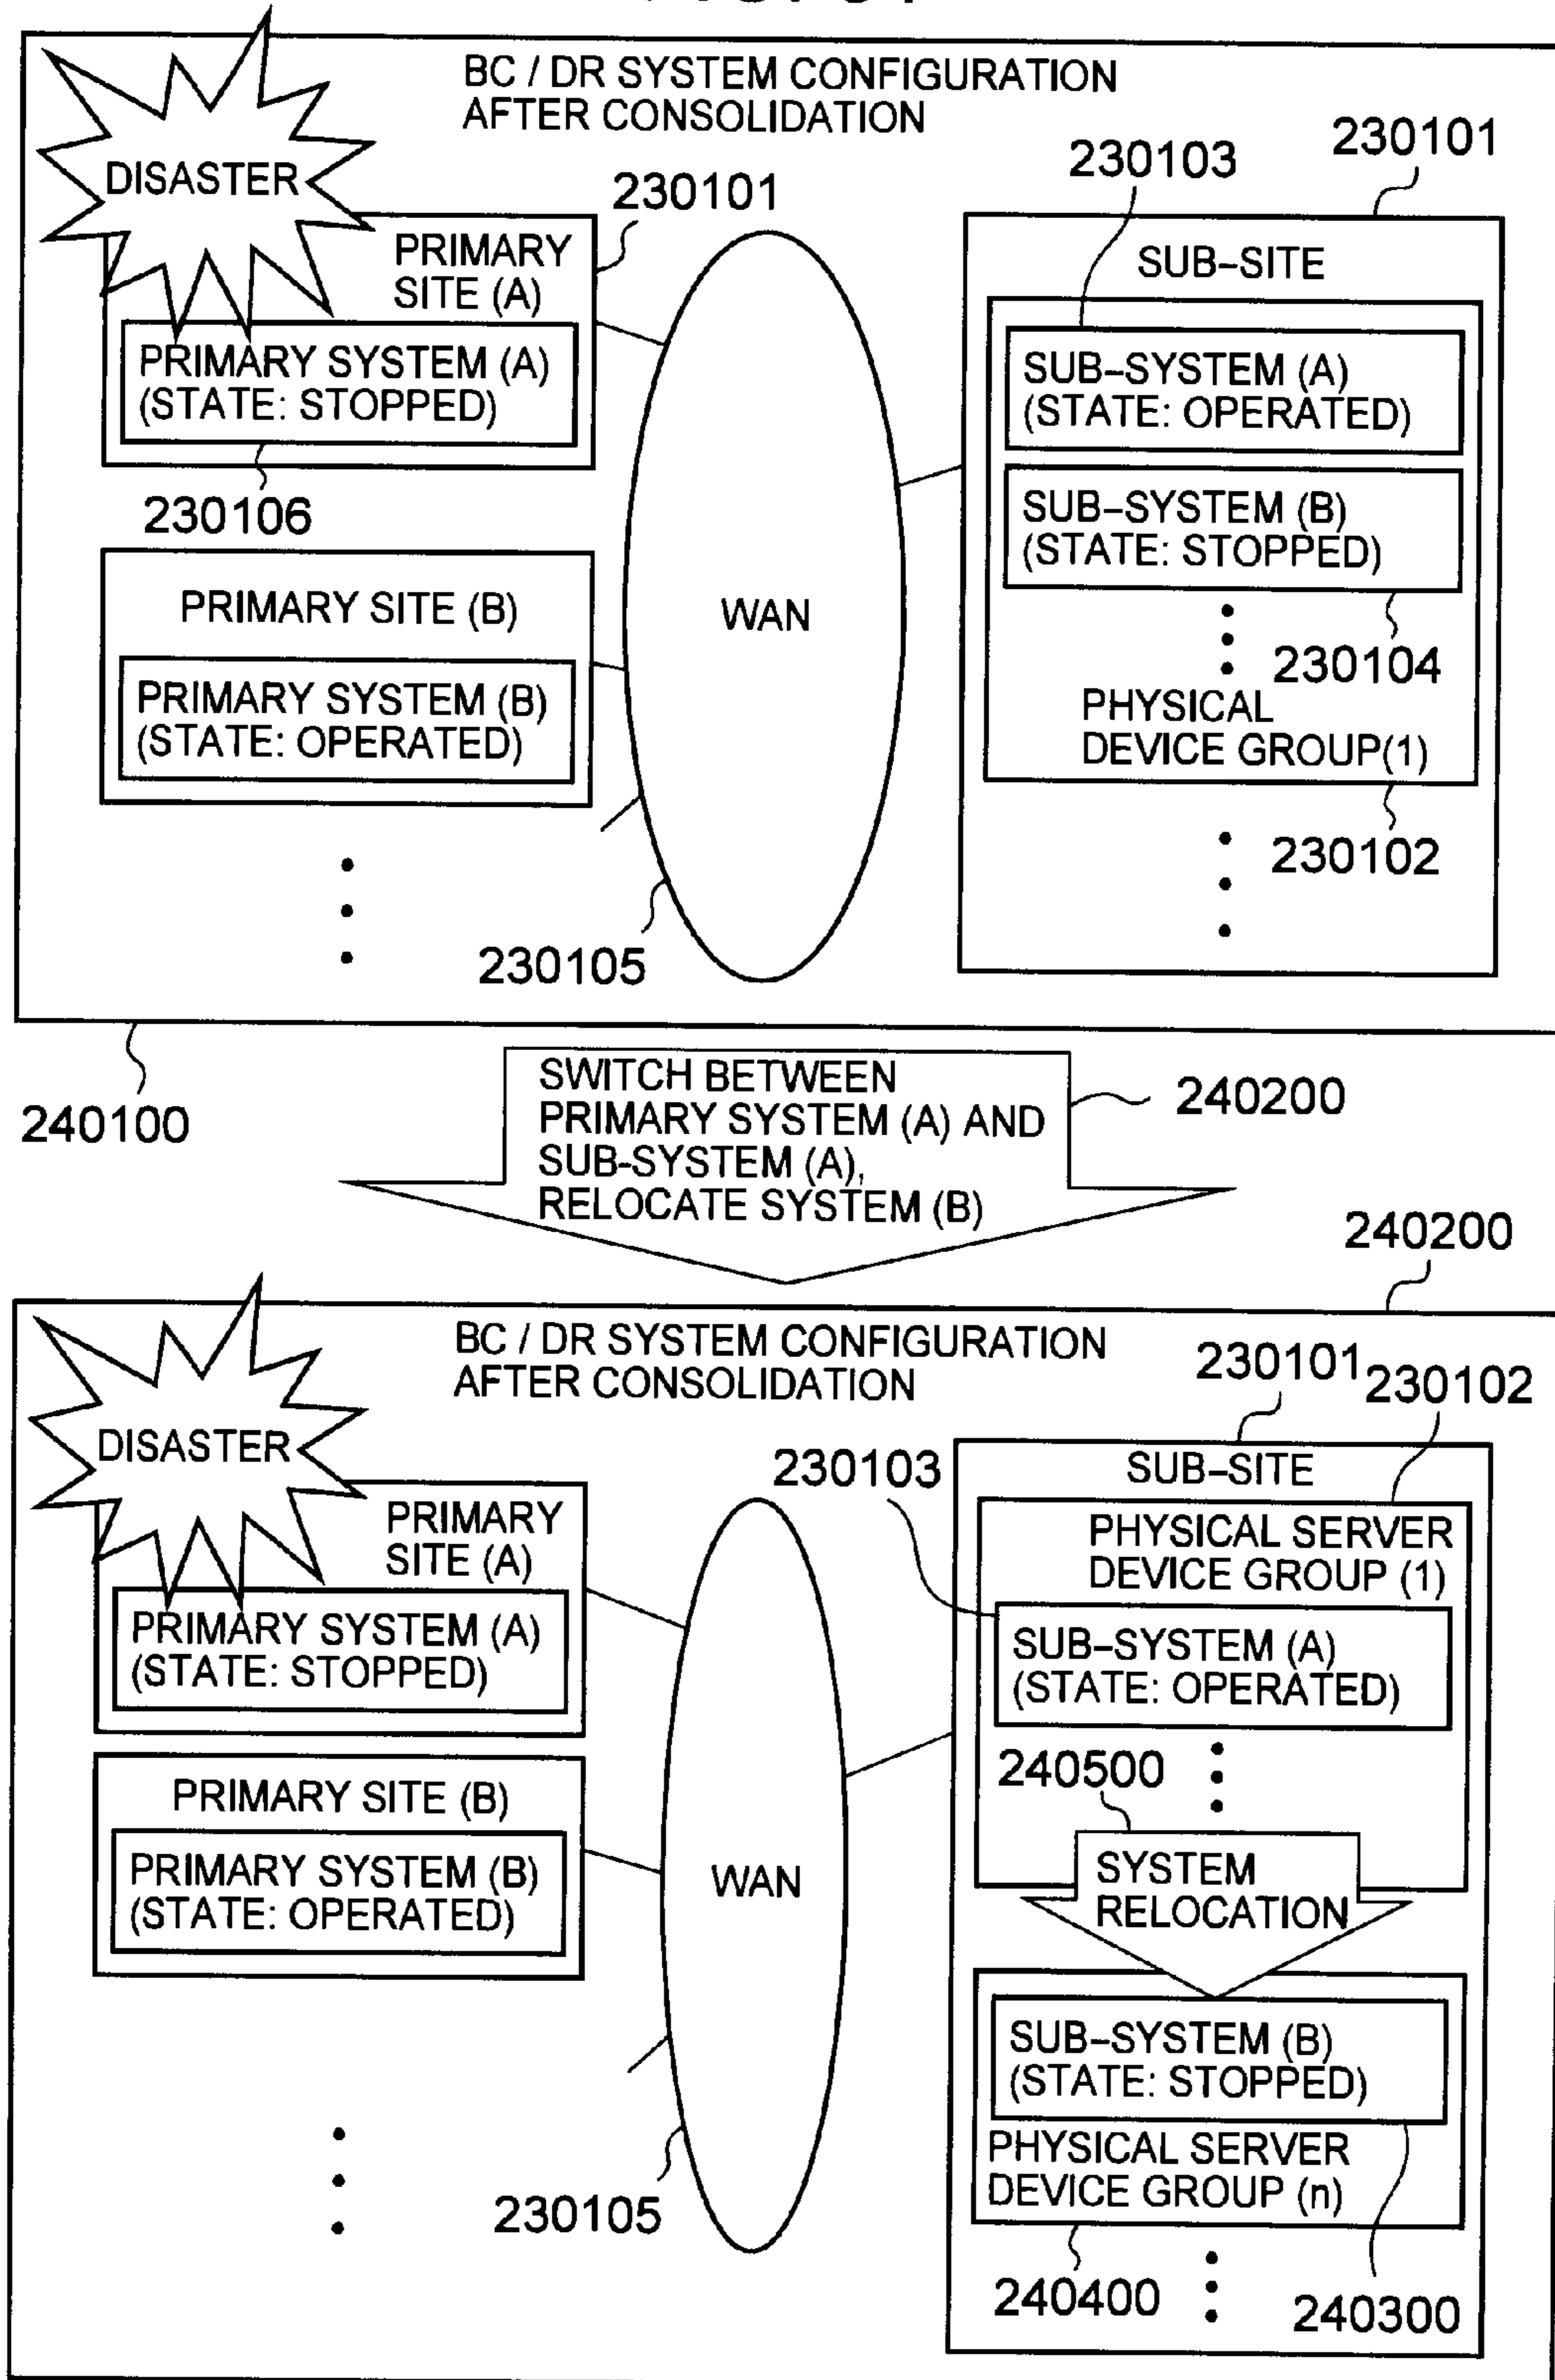 BC / DR SYSTEM CONFIGURATION
AFTER CONSOLIDATION
DISASTER
230101
230103
230101
PRIMARY
SITE (A)
SUB-SITE
PRIMARY SYSTEM (A)
(STATE: STOPPED)
SUB-SYSTEM (A)
(STATE: OPERATED)
230106
SUB-SYSTEM (B)
(STATE: STOPPED)
PRIMARY SITE (B)
WAN
230104
PRIMARY SYSTEM (B)
(STATE: OPERATED)
PHYSICAL
DEVICE GROUP(1)
230102
230105
240100
SWITCH BETWEEN
PRIMARY SYSTEM (A) AND
SUB-SYSTEM (A),
RELOCATE SYSTEM (B)
240200
240200
BC / DR SYSTEM CONFIGURATION
AFTER CONSOLIDATION
230101
230102
DISASTER
230103
SUB-SITE
PRIMARY
SITE (A)
PHYSICAL SERVER
DEVICE GROUP (1)
PRIMARY SYSTEM (A)
(STATE: STOPPED)
SUB-SYSTEM (A)
(STATE: OPERATED)
240500
PRIMARY SITE (B)
PRIMARY SYSTEM (B)
(STATE: OPERATED)
WAN
SYSTEM
RELOCATION
SUB-SYSTEM (B)
(STATE: STOPPED)
PHYSICAL SERVER
DEVICE GROUP (n)
230105
240400
240300